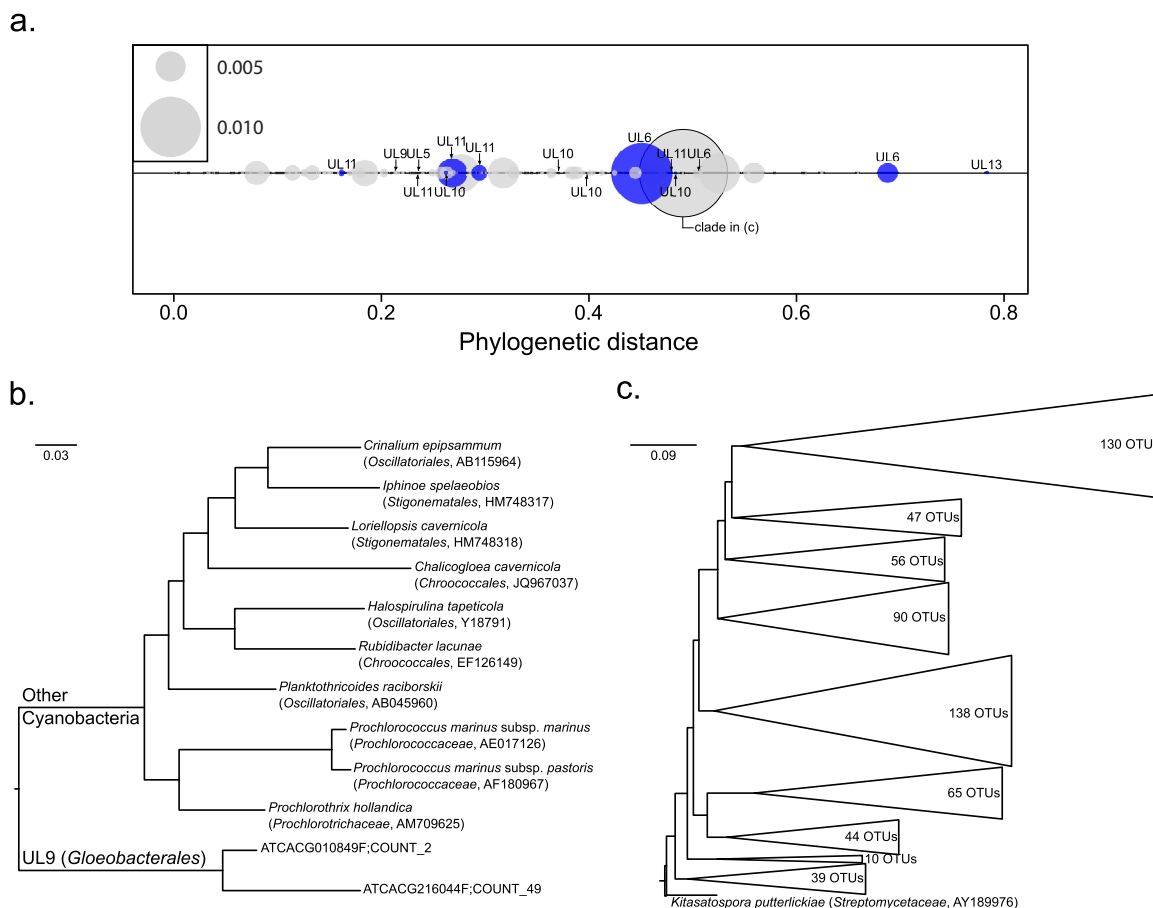 a.
0.005
0.010
UL11
UL9 UL5
UL11
UL11
UL10
UL6
UL11 UL6
UL6
UL13
UL11 UL10
UL10
UL10
clade in (c)
0.0 0.2 0.4 0.6 0.8
Phylogenetic distance
b.
0.03
Crinalium epipsammum
(Oscillatoriales, AB115964)
Iphinoe spelaeobios
(Stigonematales, HM748317)
Loriellopsis cavernicola
(Stigonematales, HM748318)
Chalicogloea cavernicola
(Chroococcales, JQ967037)
Halospirulina tapeticola
(Oscillatoriales, Y18791)
Rubidibacter lacunae
(Chroococcales, EF126149)
Planktothricoides raciborskii
(Oscillatoriales, AB045960)
Other
Cyanobacteria
Prochlorococcus marinus subsp. marinus
(Prochlorococcaceae, AE017126)
Prochlorococcus marinus subsp. pastoris
(Prochlorococcaceae, AF180967)
Prochlorothrix hollandica
(Prochlorotrichaceae, AM709625)
UL9 (Gloeobacterales)
ATCACG010849F;COUNT_2
ATCACG216044F;COUNT_49
c.
0.09
130 OTU
47 OTUs
56 OTUs
90 OTUs
138 OTUs
65 OTUs
44 OTUs
10 OTUs
39 OTUs
Kitasatospora putterlickiae (Streptomycetaceae, AY189976)